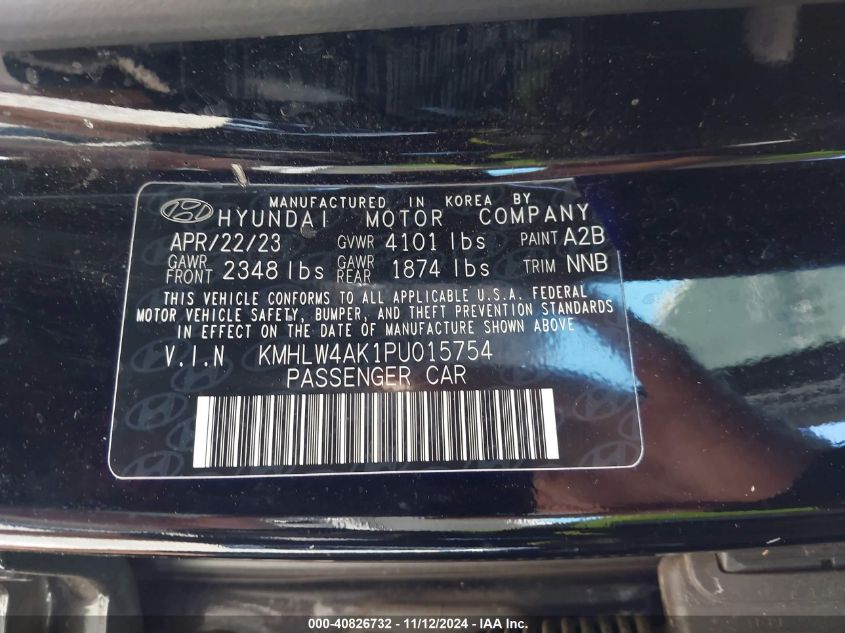 MANUFACTURED IN KOREA BY
HYUNDAI MOTOR COMPANY
APR/22/23 GVWR 4101 lbs PAINT A2B
GAWR FRONT 2348 lbs GAWR REAR 1874 lbs TRIM NNB
THIS VEHICLE CONFORMS TO ALL APPLICABLE U.S.A. FEDERAL
MOTOR VEHICLE SAFETY, BUMPER, AND THEFT PREVENTION STANDARDS
IN EFFECT ON THE DATE OF MANUFACTURE SHOWN ABOVE
V.I.N KMHLW4AK1PU015754
PASSENGER CAR
000-40826732 - 11/12/2024 - IAA Inc.